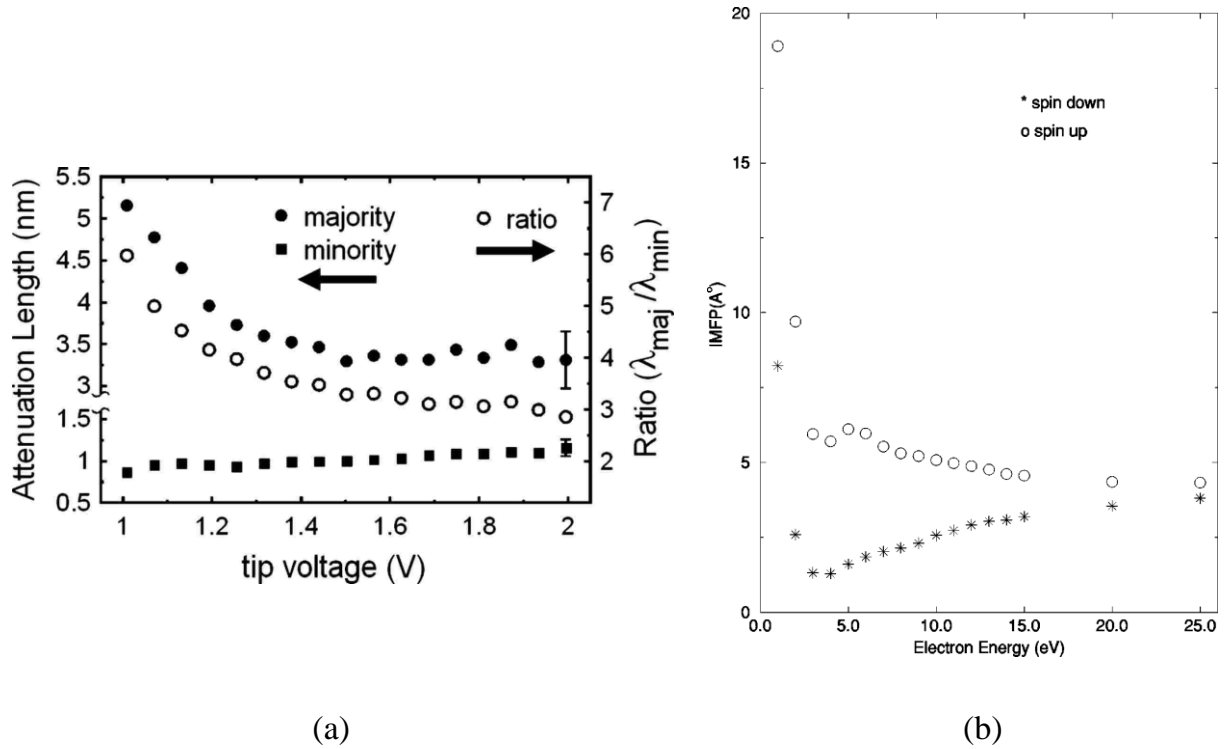 5.5
5
4.5
4
3.5
3
1.5
1
0.5
Attenuation Length (nm)
majority
minority
ratio
7
6
5
4
3
2
Ratio (λmaj/λmin)
1
1.2
1.4
1.6
1.8
2
tip voltage (V)
(a)
20
15
10
5
0
IMFP(A°)
* spin down
o spin up
0.0
5.0
10.0
15.0
20.0
25.0
Electron Energy (eV)
(b)